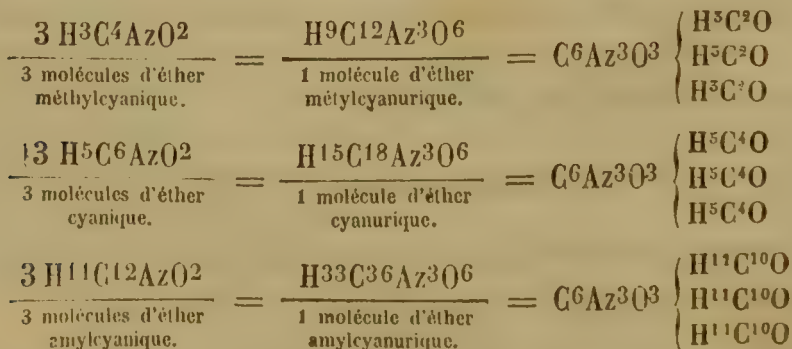 3 H³C⁴AzO² = H⁹C¹²Az³O⁶ = C⁶Az³O³ { H³C²O
H³C²O
H³C²O
3 molécules d'éther
méthylcyanique.
1 molécule d'éther
métylcyanurique.
3 H⁵C⁶AzO² = H¹⁵C¹⁸Az³O⁶ = C⁶Az³O³ { H⁵C⁴O
H⁵C⁴O
H⁵C⁴O
3 molécules d'éther
cyanique.
1 molécule d'éther
cyanurique.
3 H¹¹C¹²AzO² = H³³C³⁶Az³O⁶ = C⁶Az³O³ { H¹¹C¹⁰O
H¹¹C¹⁰O
H¹¹C¹⁰O
3 molécules d'éther
amylcyanique.
1 molécule d'éther
amylcyanurique.